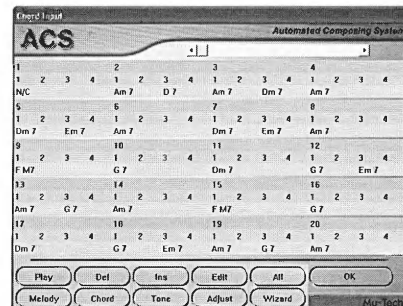 Chord Input
ACS
Automated Composing System
1 2 3 4
1 2 3 4 1 2 3 4 1 2 3 4 1 2 3 4
N/C Am 7 D 7 Am 7 Dm 7 Am 7
5 6 7 8
1 2 3 4 1 2 3 4 1 2 3 4 1 2 3 4
Dm 7 Em 7 Am 7 Dm 7 Em 7 Am 7
9 10 11 12
1 2 3 4 1 2 3 4 1 2 3 4 1 2 3 4
F M7 G 7 Dm 7 G 7 Em 7
13 14 15 16
1 2 3 4 1 2 3 4 1 2 3 4 1 2 3 4
Am 7 G 7 Am 7 F M7 G 7
17 18 19 20
1 2 3 4 1 2 3 4 1 2 3 4 1 2 3 4
Dm 7 G 7 Em 7 Am 7 G 7 Am 7
Play Del Ins Edit All OK
Melody Chord Tone Adjust Wizard
Mu-Tech